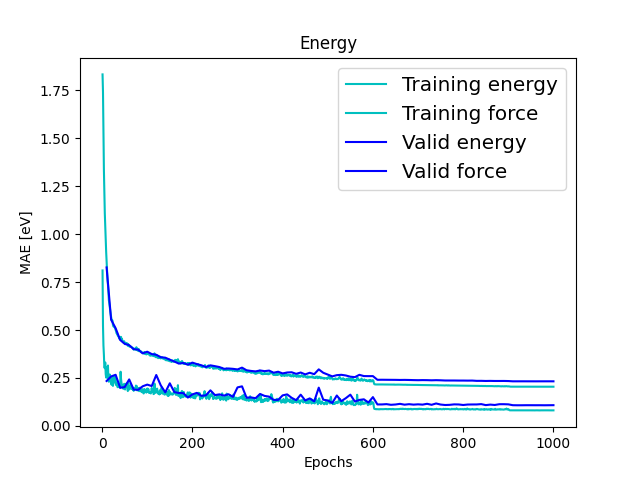 Energy
Training energy
Training force
Valid energy
Valid force
MAE [eV]
1.75
1.50
1.25
1.00
0.75
0.50
0.25
0.00
0 200 400 600 800 1000
Epochs